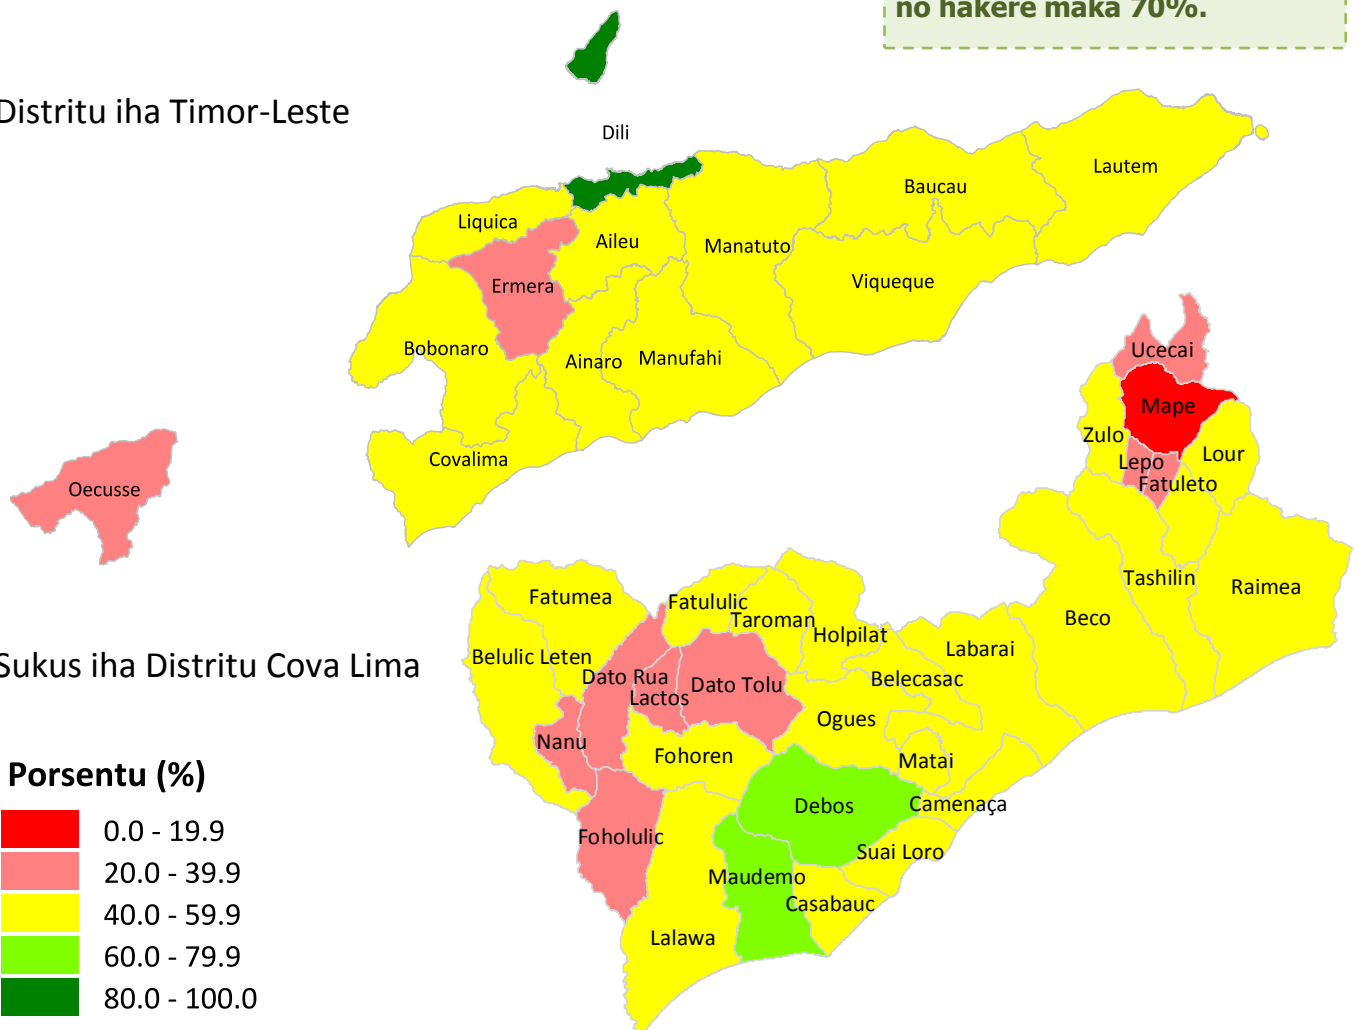 no hakere maka 70%.
Distritu iha Timor-Leste
Dili
Lautem
Baucau
Liquica
Aileu
Manatuto
Viqueque
Ermera
Bobonaro
Ainaro
Manufahi
Covalima
Oecusse
Ucecai
Mape
Zulo
Lour
Lepo
Fatuleto
Tashilin
Raimea
Beco
Fatumea
Fatululic
Taroman
Holpilat
Labarai
Belulic Leten
Dato Rua
Belecasac
Dato Tolu
Lactos
Ogues
Nanu
Fohoren
Matai
Debos
Camenaça
Foholulic
Suai Loro
Maudemo
Casabauc
Lalawa
Sukus iha Distritu Cova Lima
Porsentu (%)
0.0 - 19.9
20.0 - 39.9
40.0 - 59.9
60.0 - 79.9
80.0 - 100.0